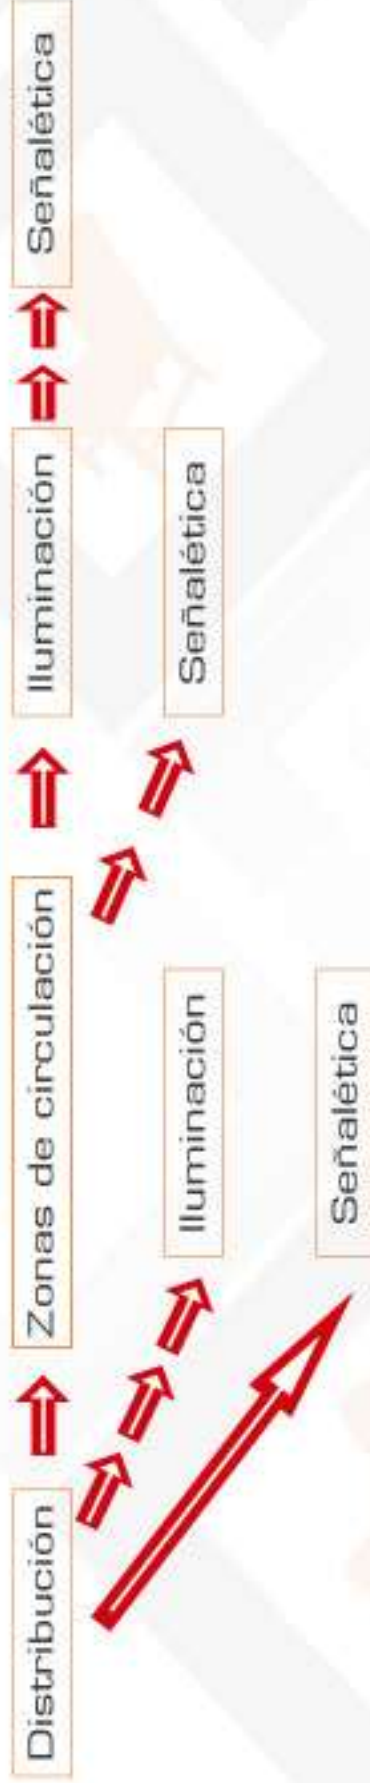 Distribución
Zonas de circulación
Iluminación
Señalética
Iluminación
Señalética
Señalética